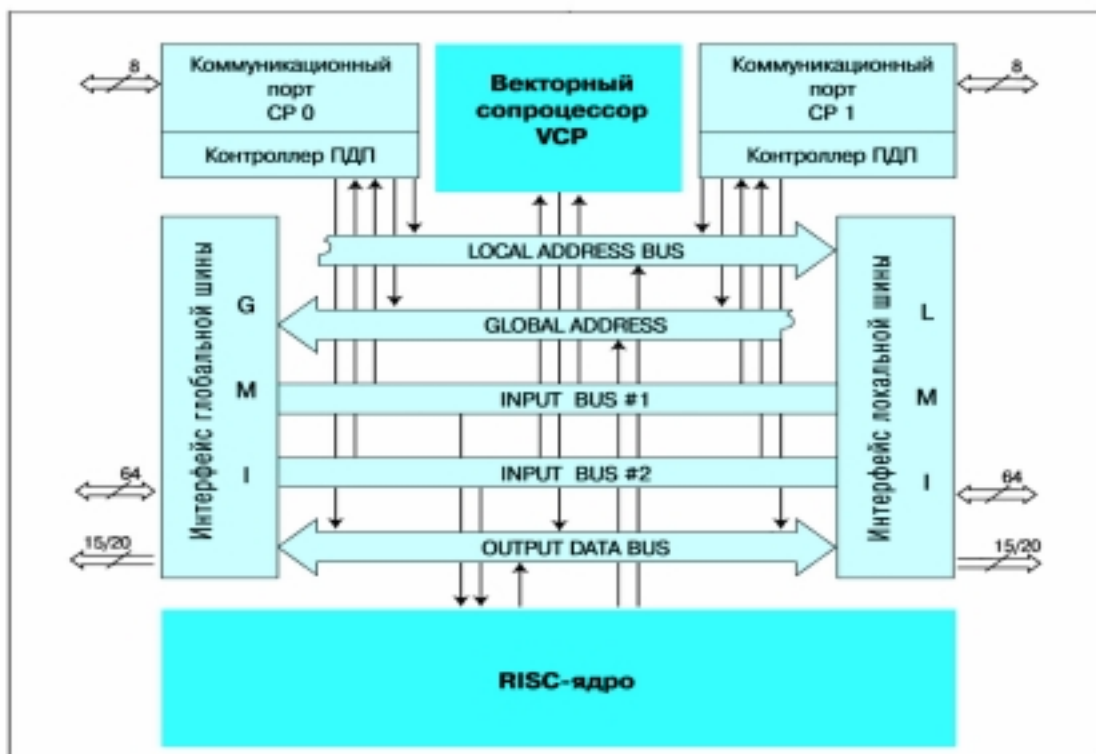 8
Коммуникационный
порт
CP 0
Контроллер ПДП
Векторный
сопроцессор
VCP
Коммуникационный
порт
CP 1
Контроллер ПДП
8
Интерфейс глобальной шины
G
M
I
LOCAL ADDRESS BUS
GLOBAL ADDRESS
INPUT BUS #1
INPUT BUS #2
OUTPUT DATA BUS
Интерфейс локальной шины
L
M
I
64
15/20
64
15/20
RISC-ядро